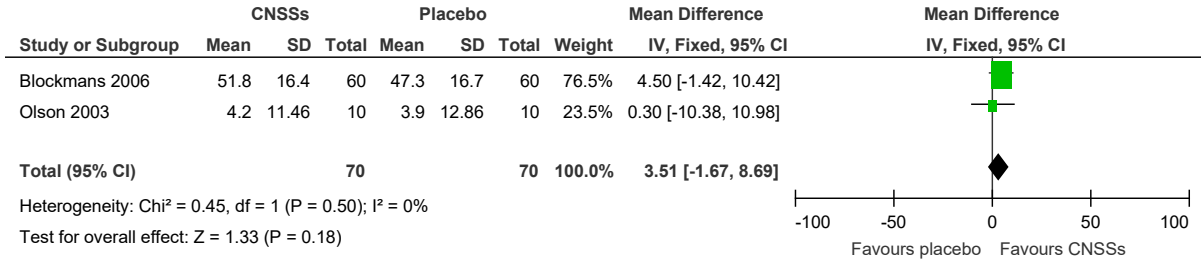 CNSSs Placebo Mean Difference Mean Difference
Study or Subgroup Mean SD Total Mean SD Total Weight IV, Fixed, 95% CI IV, Fixed, 95% CI
Blockmans 2006 51.8 16.4 60 47.3 16.7 60 76.5% 4.50 [-1.42, 10.42]
Olson 2003 4.2 11.46 10 3.9 12.86 10 23.5% 0.30 [-10.38, 10.98]
Total (95% CI) 70 70 100.0% 3.51 [-1.67, 8.69]
Heterogeneity: Chi² = 0.45, df = 1 (P = 0.50); I² = 0%
Test for overall effect: Z = 1.33 (P = 0.18)
-100 -50 0 50 100
Favours placebo Favours CNSSs